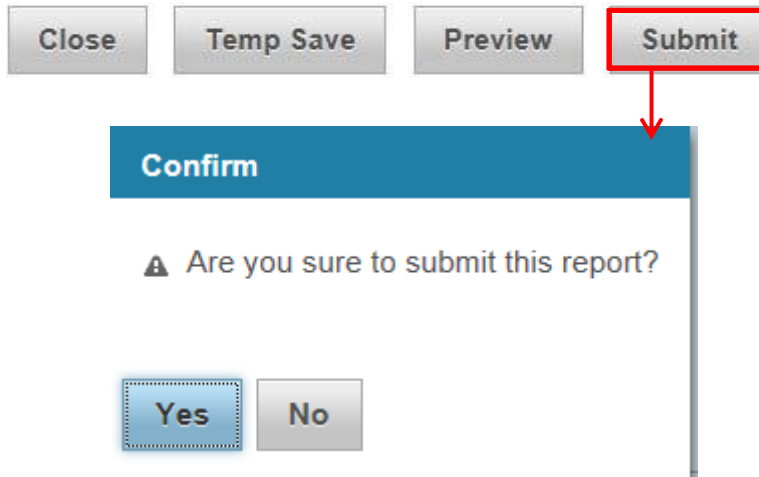 Close Temp Save Preview Submit
Confirm
Are you sure to submit this report?
Yes No